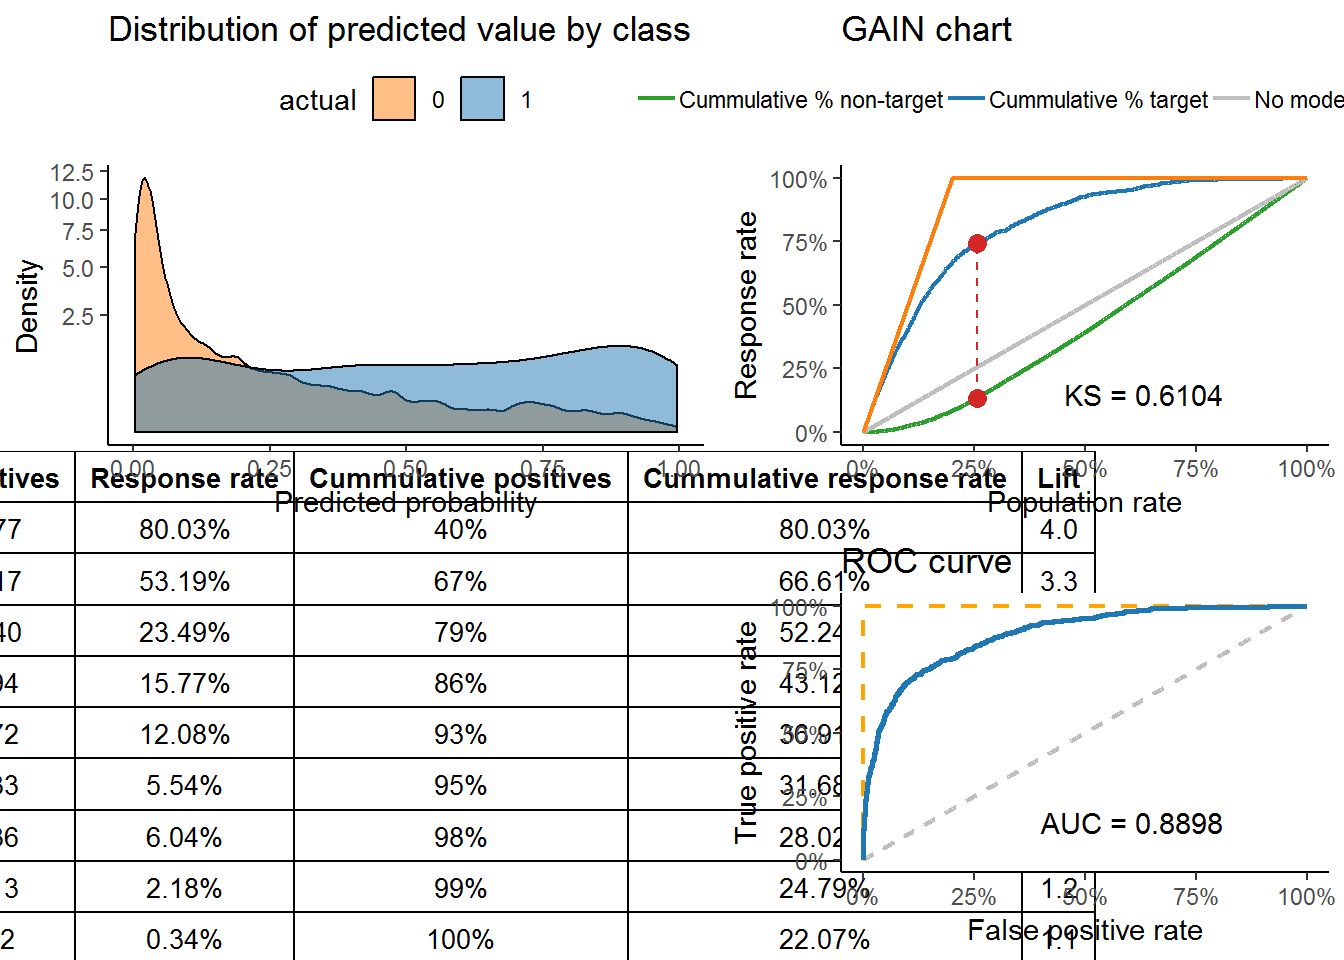 Distribution of predicted value by class
actual 0 1
12.5
10.0
7.5
5.0
2.5
Density
0.00 0.25 0.50 0.75 1.00
Predicted probability
GAIN chart
Cummulative % non-target Cummulative % target No mode
100%
75%
50%
25%
0%
Response rate
KS = 0.6104
0% 25% 50% 75% 100%
Population rate
tives Response rate Cummulative positives Cummulative response rate Lift
77 80.03% 40% 80.03% 4.0
17 53.19% 67% 66.61% 3.3
40 23.49% 79% 52.24
94 15.77% 86% 43.12
72 12.08% 93% 36.91
33 5.54% 95% 31.68
36 6.04% 98% 28.02
3 2.18% 99% 24.79% 1.2
2 0.34% 100% 22.07% 1.1
ROC curve
100%
75%
50%
25%
0%
True positive rate
AUC = 0.8898
0% 25% 50% 75% 100%
False positive rate